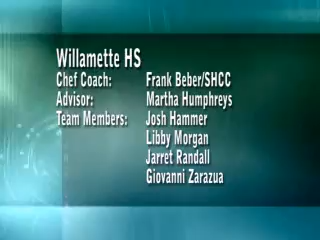 Willamette HS
Chef Coach: Frank Beber/SHCC
Advisor: Martha Humphreys
Team Members: Josh Hammer
Libby Morgan
Jarret Randall
Giovanni Zarazua